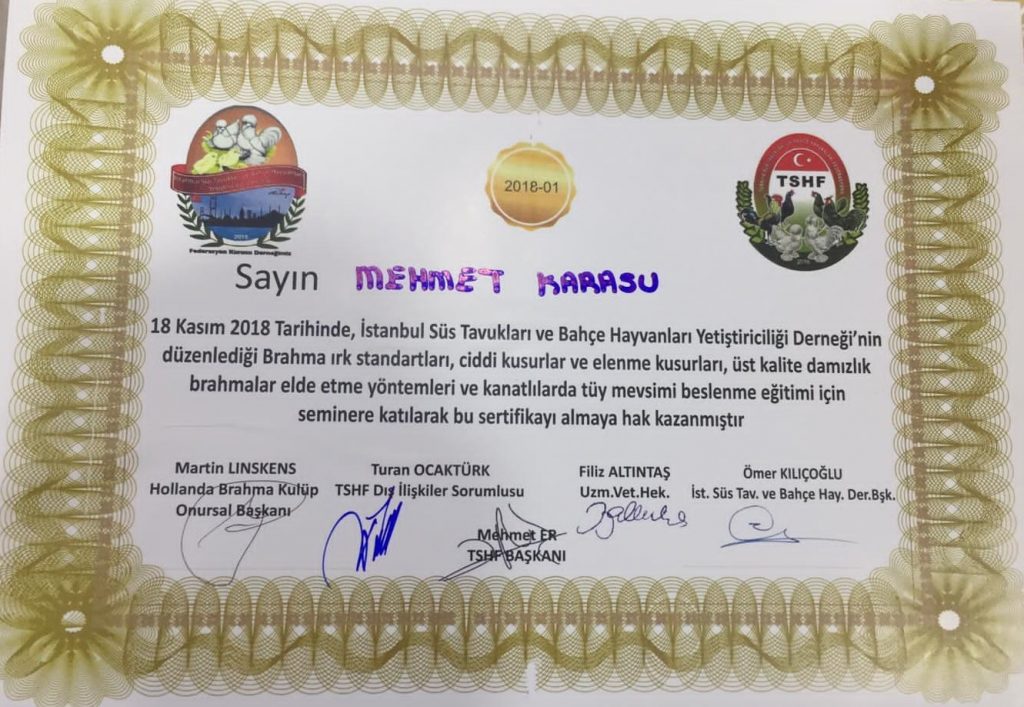 2018-01
TSHF
2015
Federasyon Kurucu Derneğimiz
Sayın MEHMET KARASU
18 Kasım 2018 Tarihinde, İstanbul Süs Tavukları ve Bahçe Hayvanları Yetiştiriciliği Derneği'nin
düzenlediği Brahma ırk standartları, ciddi kusurlar ve elenme kusurları, üst kalite damızlık
brahmalar elde etme yöntemleri ve kanatlılarda tüy mevsimi beslenme eğitimi için
seminere katılarak bu sertifikayı almaya hak kazanmıştır
Martin LINSKENS Turan OCAKTÜRK Filiz ALTINTAŞ Ömer KILIÇOĞLU
Hollanda Brahma Kulüp TSHF Dış İlişkiler Sorumlusu Uzm.Vet.Hek. İst. Süs Tav. ve Bahçe Hay. Der.Bşk.
Onursal Başkanı
Mehmet ER
TSHF BAŞKANI